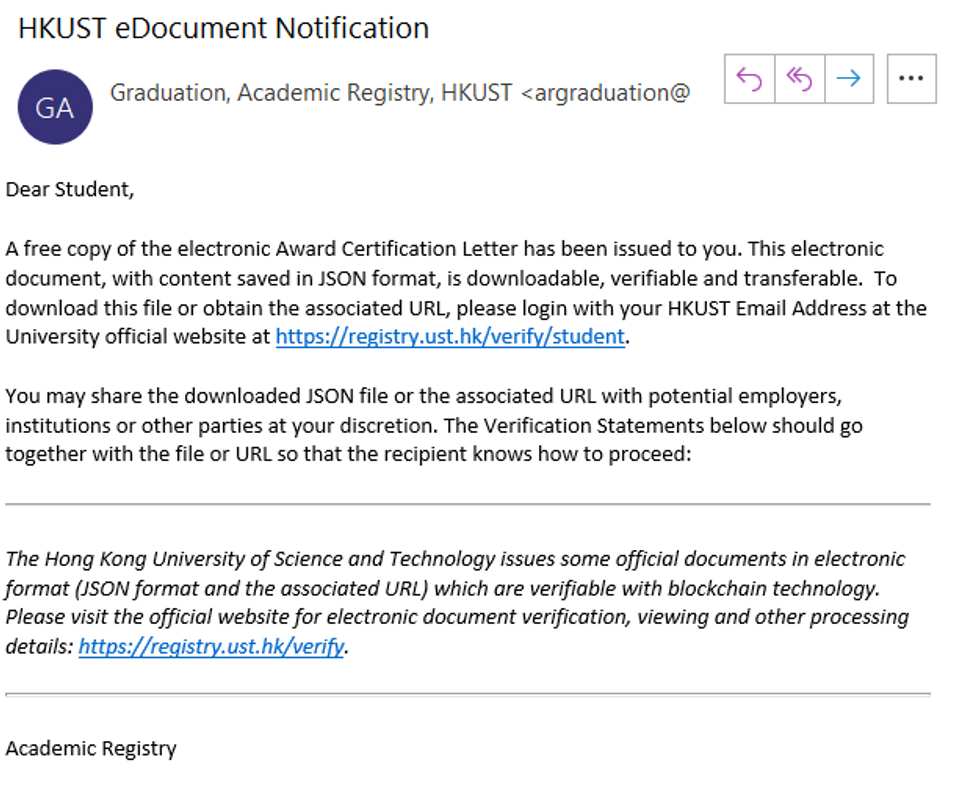 HKUST eDocument Notification
GA
Graduation, Academic Registry, HKUST <argraduation@
Dear Student,
A free copy of the electronic Award Certification Letter has been issued to you. This electronic
document, with content saved in JSON format, is downloadable, verifiable and transferable.  To
download this file or obtain the associated URL, please login with your HKUST Email Address at the
University official website at https://registry.ust.hk/verify/student.
You may share the downloaded JSON file or the associated URL with potential employers,
institutions or other parties at your discretion. The Verification Statements below should go
together with the file or URL so that the recipient knows how to proceed:
The Hong Kong University of Science and Technology issues some official documents in electronic
format (JSON format and the associated URL) which are verifiable with blockchain technology.
Please visit the official website for electronic document verification, viewing and other processing
details: https://registry.ust.hk/verify.
Academic Registry